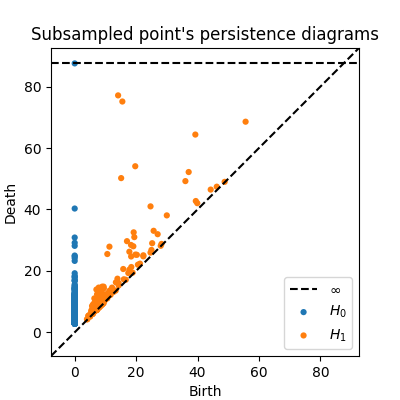 Subsampled point's persistence diagrams
Death
80
60
40
20
0
0 20 40 60 80
Birth
∞
H₀
H₁